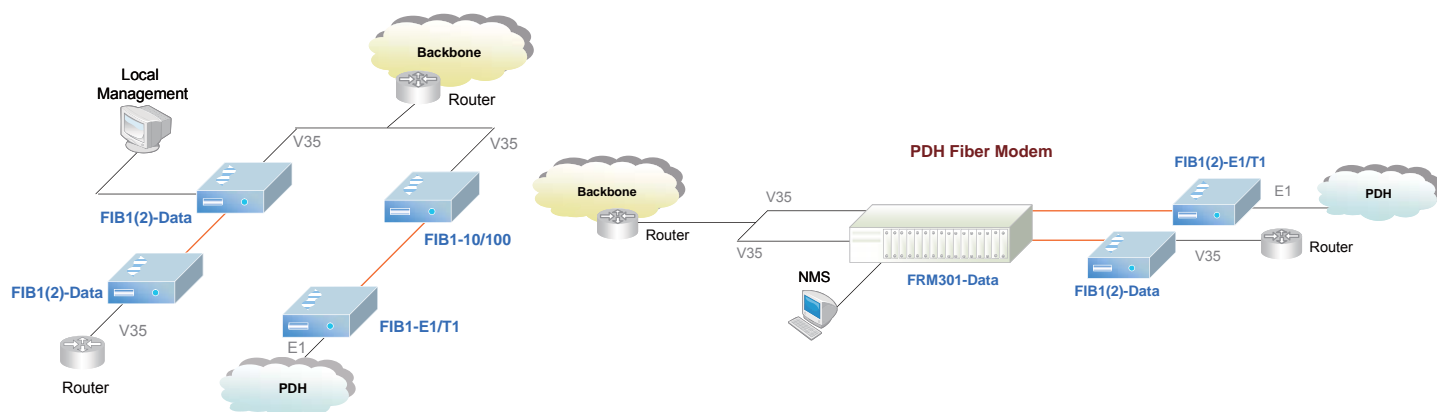 Backbone
Router
Local
Management
V35
V35
FIB1(2)-Data
FIB1-10/100
FIB1(2)-Data
V35
FIB1-E1/T1
E1
Router
PDH
PDH Fiber Modem
Backbone
Router
V35
V35
FRM301-Data
NMS
FIB1(2)-E1/T1
E1
PDH
V35
Router
FIB1(2)-Data